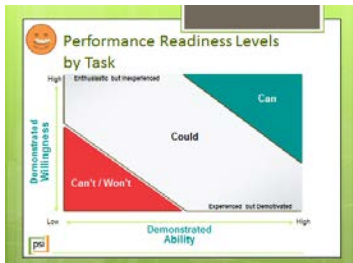 Performance Readiness Levels
by Task
High
Enthusiastic but Inexperienced
Can
Could
Demonstrated
Willingness
Can't / Won't
Experienced but Demotivated
Low
High
Demonstrated
Ability
psi